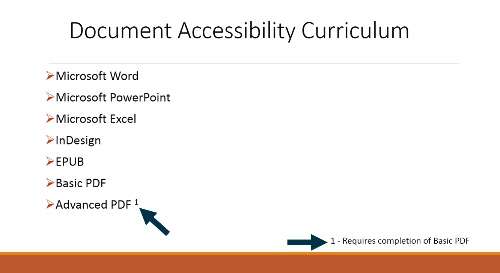 Document Accessibility Curriculum
Microsoft Word
Microsoft PowerPoint
Microsoft Excel
InDesign
EPUB
Basic PDF
Advanced PDF 1
1 - Requires completion of Basic PDF